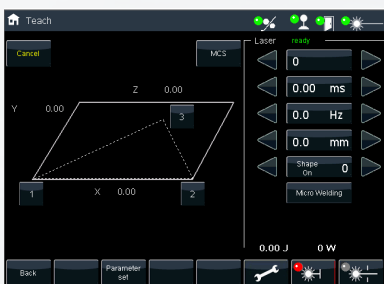 Teach
Laser ready
Cancel
MCS
0
Z 0.00
0.00 ms
Y 0.00
3
0.0 Hz
0.0 mm
Shape On 0
1
X 0.00
2
Micro Welding
0.00 J 0 W
Back
Parameter set